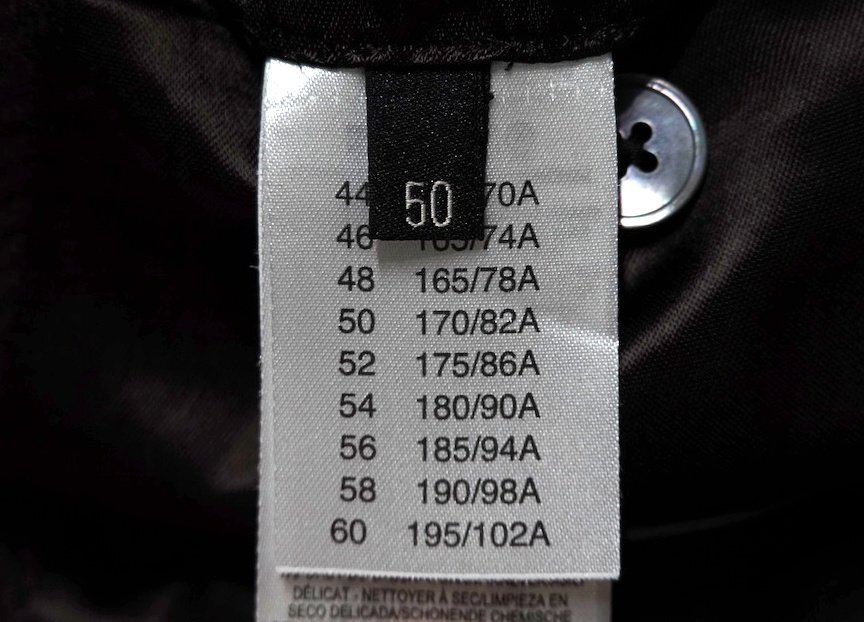 50
44 70A
46 165/74A
48 165/78A
50 170/82A
52 175/86A
54 180/90A
56 185/94A
58 190/98A
60 195/102A
DÉLICAT - NETTOYER À SEC/LIMPIEZA EN
SECO DELICADA/SCHONENDE CHEMISCHE